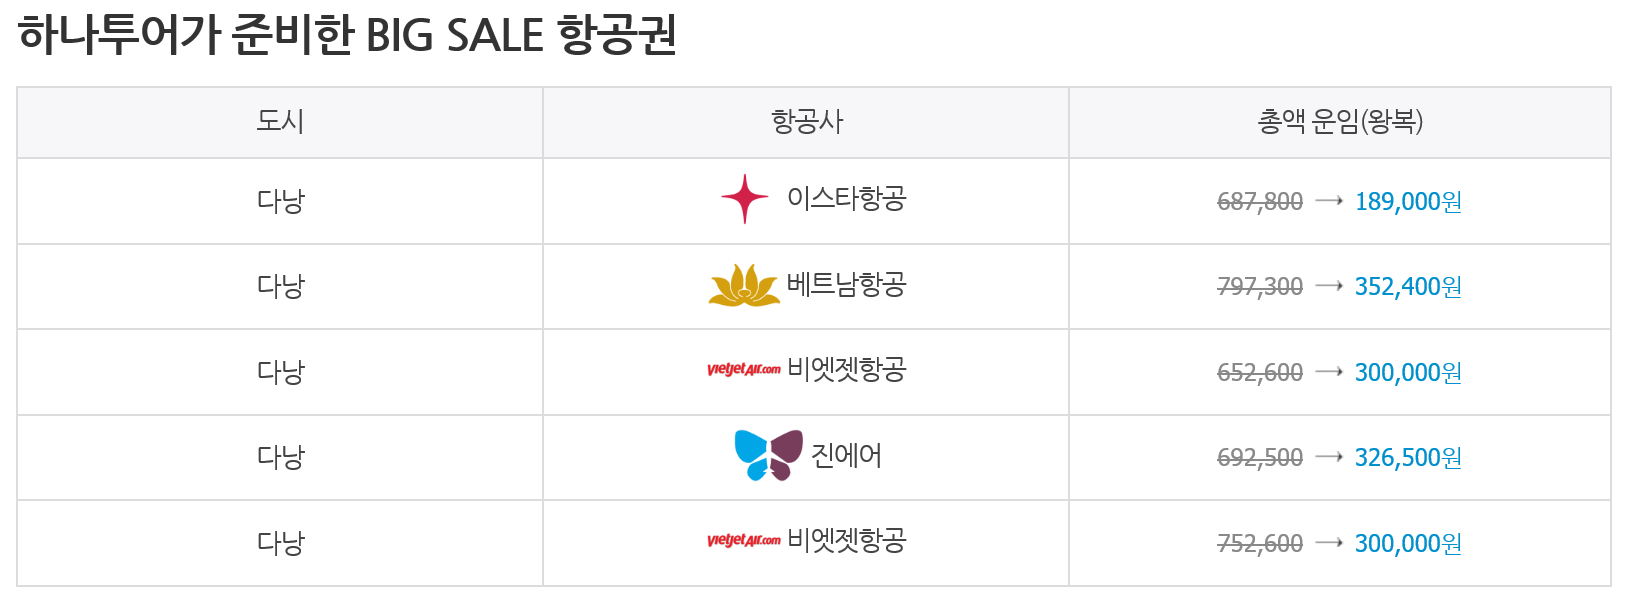 하나투어가 준비한 BIG SALE 항공권
도시 항공사 총액 운임(왕복)
다낭 이스타항공 687,800 → 189,000원
다낭 베트남항공 797,300 → 352,400원
다낭 vietjetAir.com 비엣젯항공 652,600 → 300,000원
다낭 진에어 692,500 → 326,500원
다낭 vietjetAir.com 비엣젯항공 752,600 → 300,000원